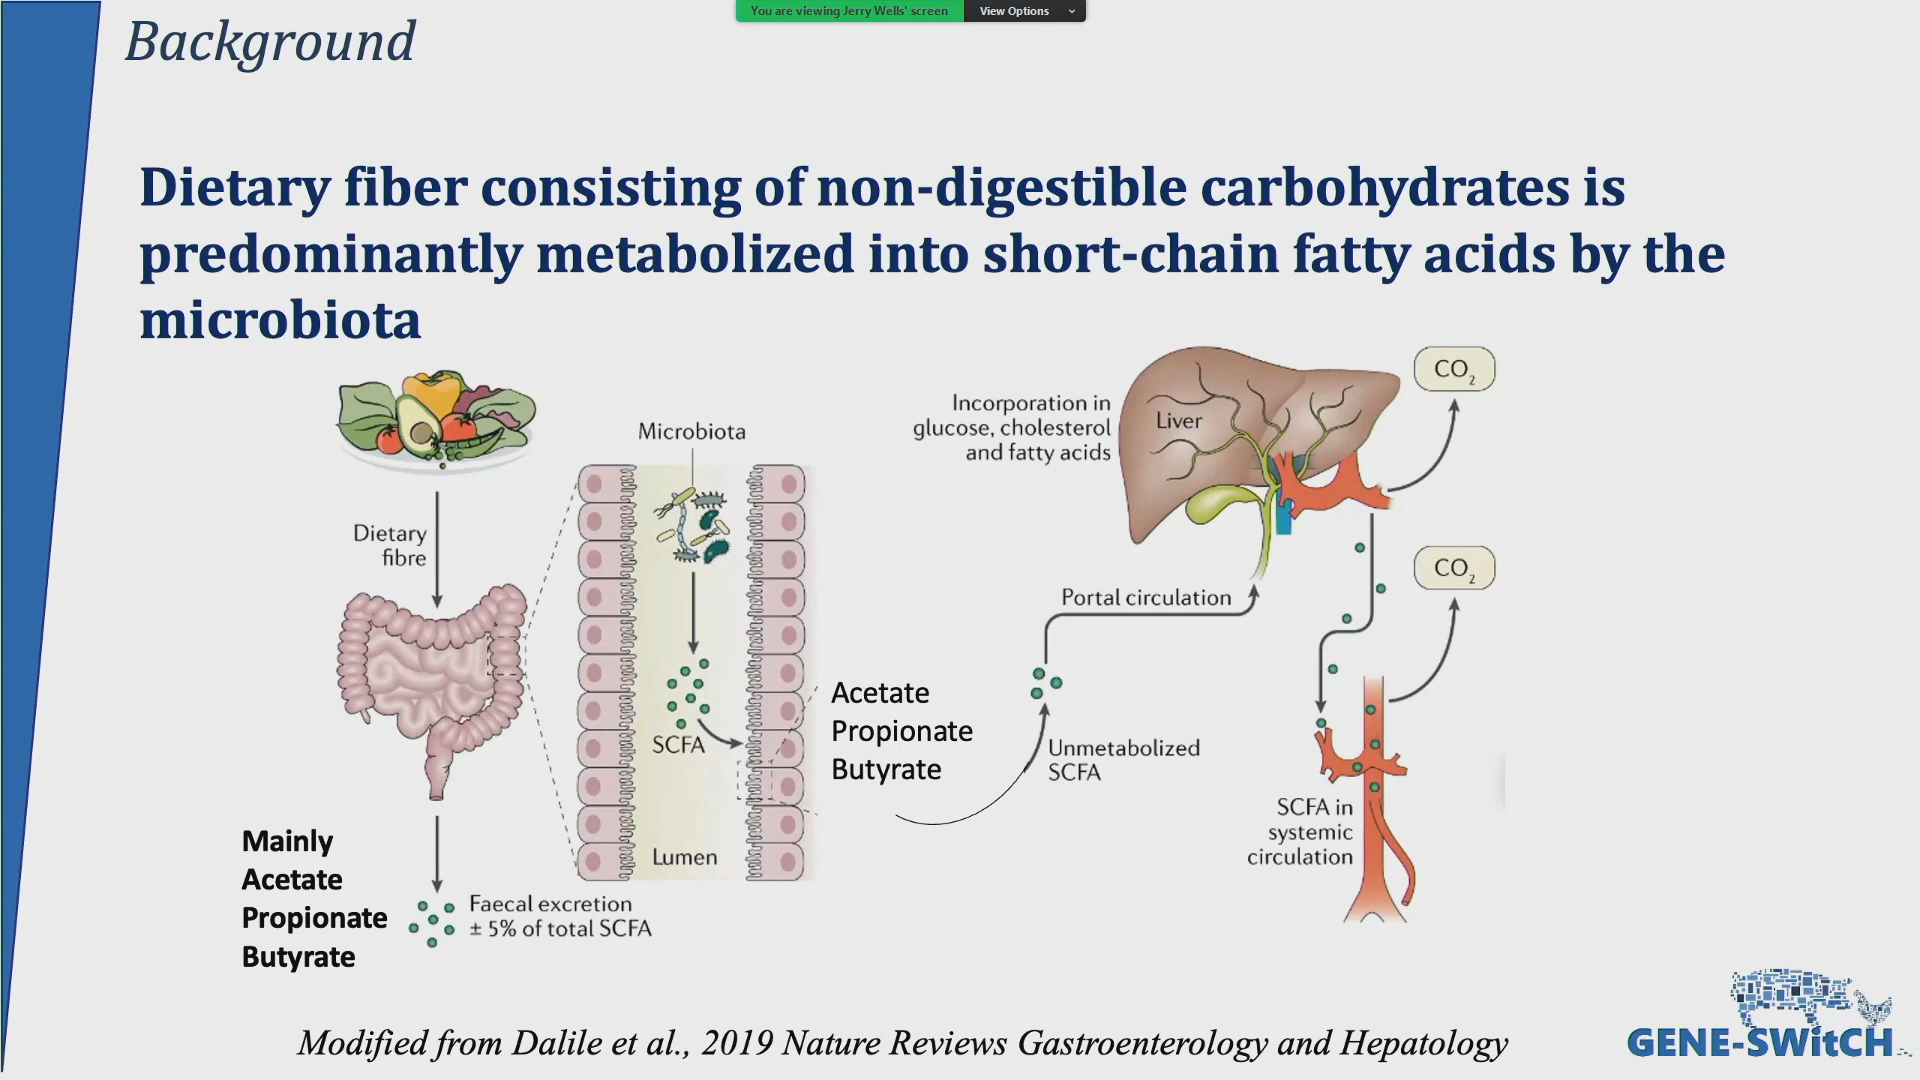 You are viewing Jerry Wells' screen
View Options
Background
Dietary fiber consisting of non-digestible carbohydrates is
predominantly metabolized into short-chain fatty acids by the
microbiota
Dietary
fibre
Mainly
Acetate
Propionate
Butyrate
Faecal excretion
± 5% of total SCFA
Microbiota
SCFA
Lumen
Acetate
Propionate
Butyrate
Unmetabolized
SCFA
Portal circulation
Incorporation in
glucose, cholesterol
and fatty acids
Liver
CO₂
CO₂
SCFA in
systemic
circulation
Modified from Dalile et al., 2019 Nature Reviews Gastroenterology and Hepatology
GENE-SWitCH